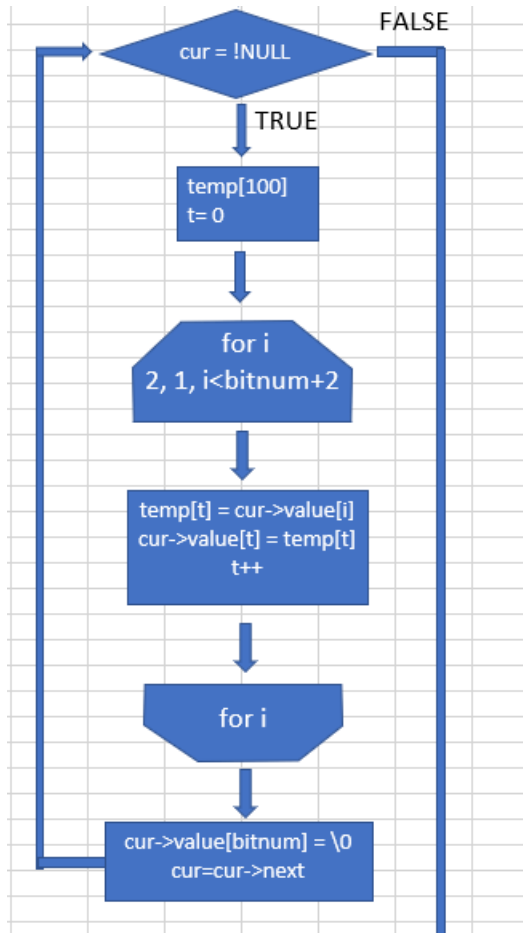 FALSE
cur = !NULL
TRUE
temp[100]
t= 0
for i
2, 1, i<bitnum+2
temp[t] = cur->value[i]
cur->value[t] = temp[t]
t++
for i
cur->value[bitnum] = \0
cur=cur->next